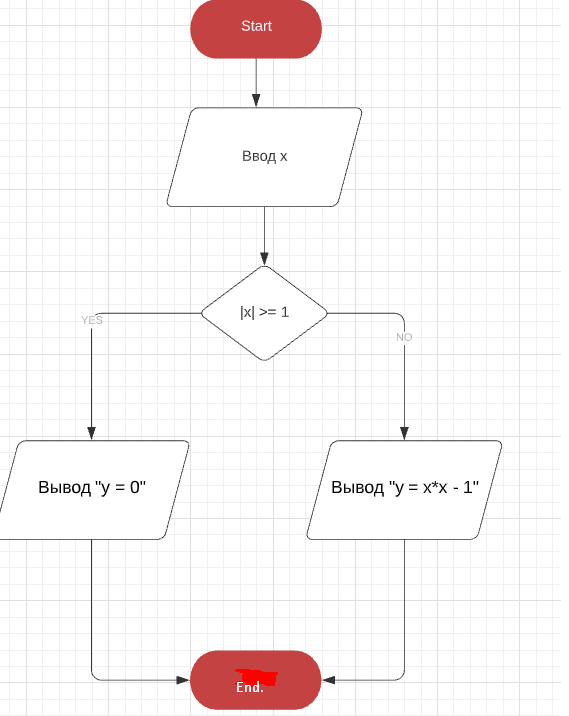 Start
Ввод x
|x| >= 1
YES
NO
Вывод "y = 0"
Вывод "y = x*x - 1"
End.